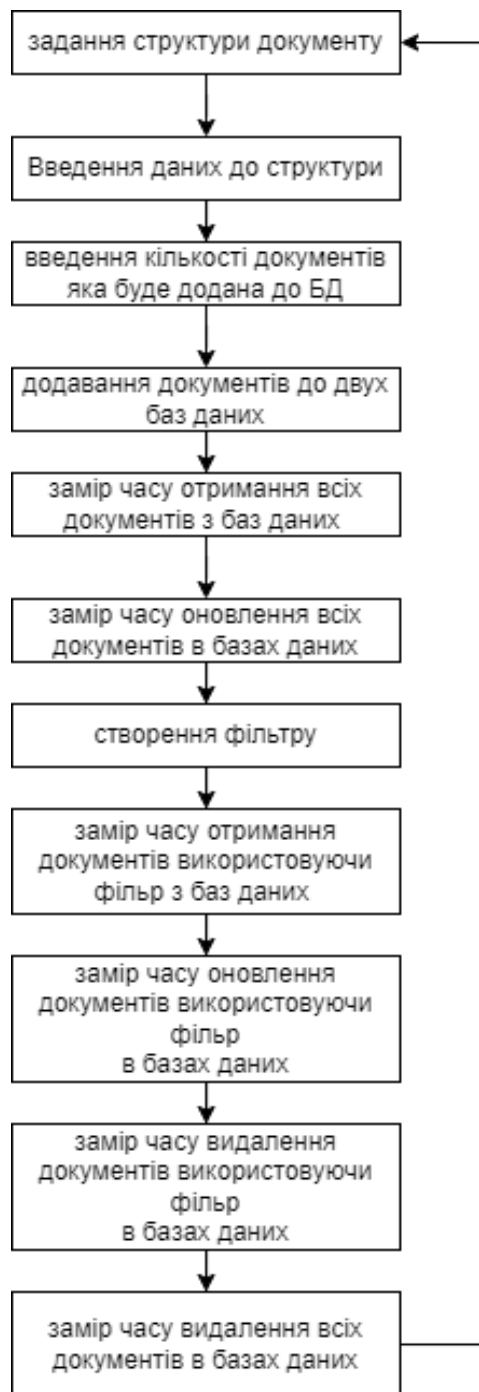 задання структури документу
Введення даних до структури
введення кількості документів
яка буде додана до БД
додавання документів до двух
баз даних
замір часу отримання всіх
документів з баз даних
замір часу оновлення всіх
документів в базах даних
створення фільтру
замір часу отримання
документів використовуючи
фільр з баз даних
замір часу оновлення
документів використовуючи
фільр
в базах даних
замір часу видалення
документів використовуючи
фільр
в базах даних
замір часу видалення всіх
документів в базах даних